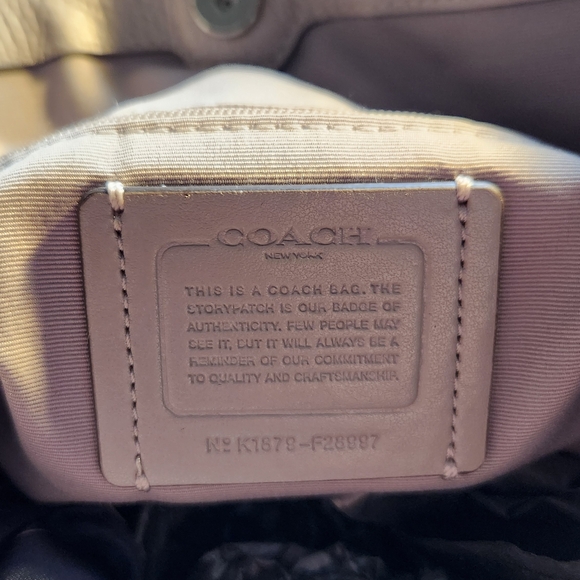 COACH
NEW YORK
THIS IS A COACH BAG. THE
STORYPATCH IS OUR BADGE OF
AUTHENTICITY. FEW PEOPLE MAY
SEE IT, BUT IT WILL ALWAYS BE A
REMINDER OF OUR COMMITMENT
TO QUALITY AND CRAFTSMANSHIP.
Nº K1679-F28997